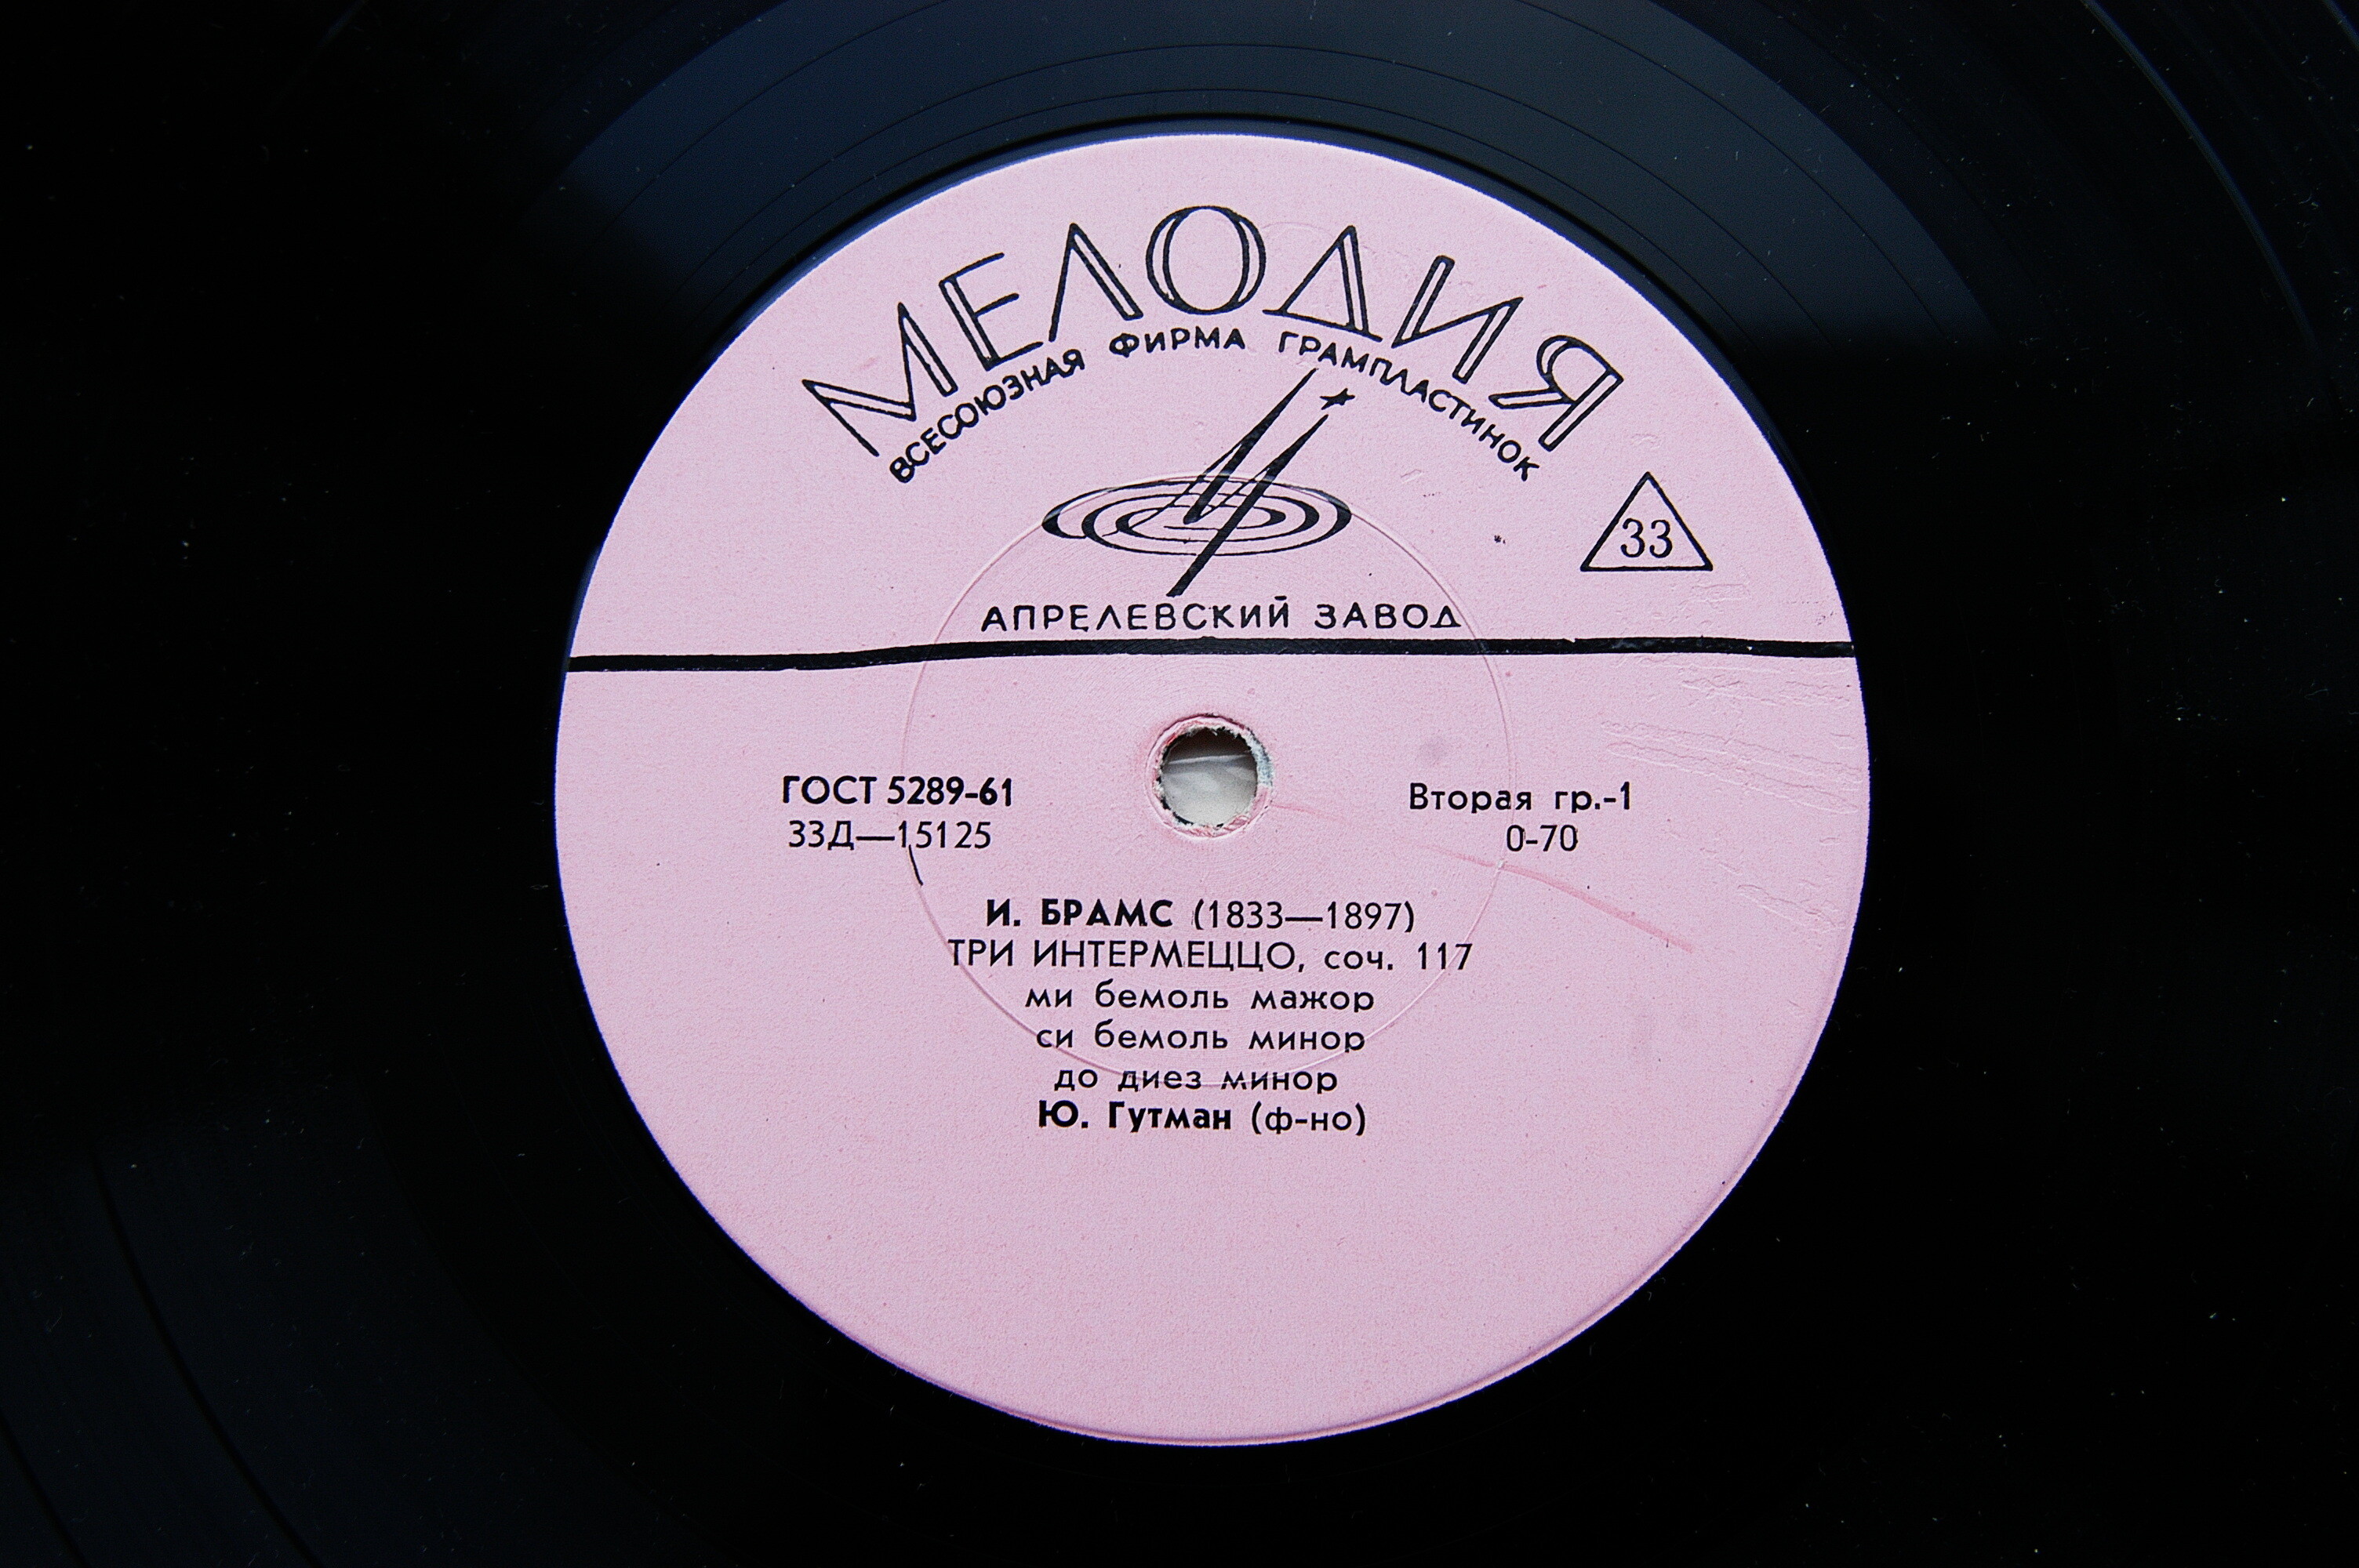 МЕЛОДИЯ
ВСЕСОЮЗНАЯ ФИРМА ГРАМПЛАСТИНОК
33
АПРЕЛЕВСКИЙ ЗАВОД
ГОСТ 5289-61
33Д—15125
Вторая гр.-1
0-70
И. БРАМС (1833—1897)
ТРИ ИНТЕРМЕЦЦО, соч. 117
ми бемоль мажор
си бемоль минор
до диез минор
Ю. Гутман (ф-но)